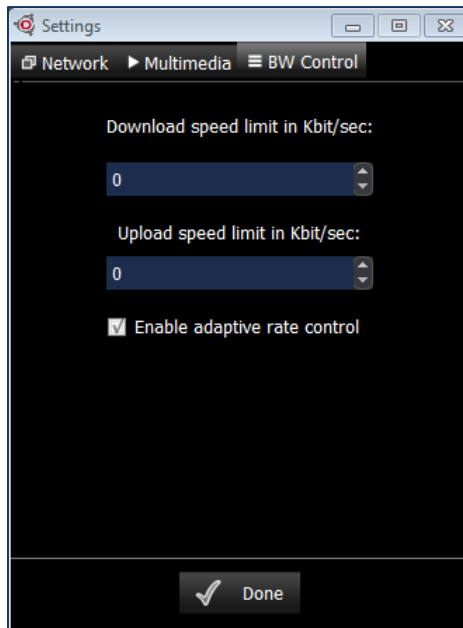 Settings
Network Multimedia BW Control
Download speed limit in Kbit/sec:
0
Upload speed limit in Kbit/sec:
0
Enable adaptive rate control
Done